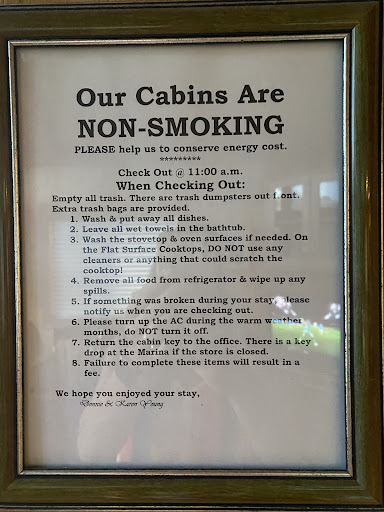 Our Cabins Are
NON-SMOKING
PLEASE help us to conserve energy cost.
*********
Check Out @ 11:00 a.m.
When Checking Out:
Empty all trash. There are trash dumpsters out front.
Extra trash bags are provided.
1. Wash & put away all dishes.
2. Leave all wet towels in the bathtub.
3. Wash the stovetop & oven surfaces if needed. On
the Flat Surface Cooktops, DO NOT use any
cleaners or anything that could scratch the
cooktop!
4. Remove all food from refrigerator & wipe up any
spills.
5. If something was broken during your stay, please
notify us when you are checking out.
6. Please turn up the AC during the warm weather
months, do NOT turn it off.
7. Return the cabin key to the office. There is a key
drop at the Marina if the store is closed.
8. Failure to complete these items will result in a
fee.
We hope you enjoyed your stay,
Donnie & Karen Young